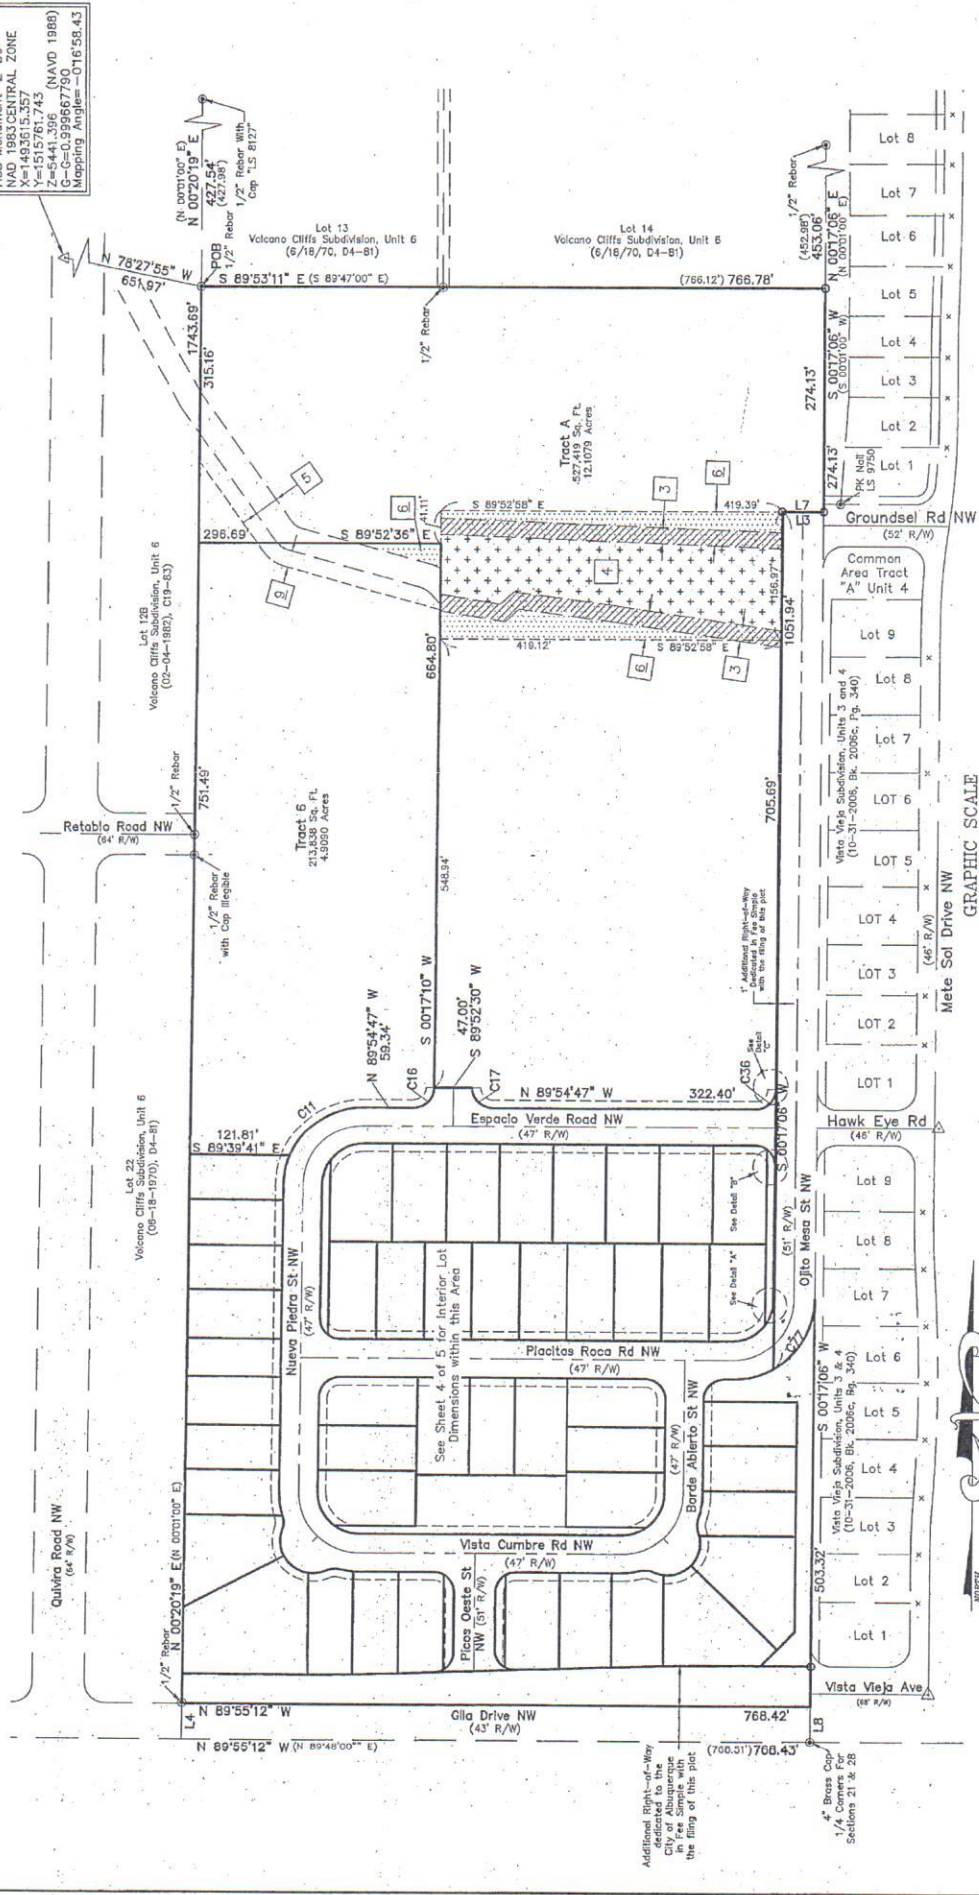 NAD 1983 CENTRAL ZONE
X=1493615.357
Y=1515761.743
Z=5441.396 (NAVD 1988)
G-G=0.999667790
Mapping Angle=-0°16'58.43
N 78°27'55" W
651.97'
(N 00°01'00" E)
N 00°20'19" E
427.54'
(427.98')
1/2" Rebar With
Cap "LS 8127"
POB
1/2" Rebar
S 89°53'11" E (S 89°47'00" E)
Lot 13
Volcano Cliffs Subdivision, Unit 6
(6/18/70, D4-81)
Lot 14
Volcano Cliffs Subdivision, Unit 6
(6/18/70, D4-81)
(766.12') 766.78'
1/2" Rebar
1/2" Rebar
(452.98')
453.06'
N 00°17'06" E
(N 00°01'00" E)
Lot 8
Lot 7
Lot 6
Lot 5
Lot 4
Lot 3
Lot 2
Lot 1
S 00°17'06" W
(S 00°01'00" W)
274.13'
274.13'
PK Nail
LS 9750
1743.69'
315.16'
Tract A
527,419 Sq. Ft.
12.1079 Acres
5
9
296.69'
S 89°52'36" E
6
41.11'
S 89°52'58" E
419.39'
3
6
4
156.97'
L7
L3
Groundsel Rd NW
(52' R/W)
Common
Area Tract
"A" Unit 4
419.12'
S 89°52'58" E
6
3
1051.94'
664.80'
Lot 12B
Volcano Cliffs Subdivision, Unit 6
(02-04-1982), C19-83)
1/2" Rebar
751.49'
Retablo Road NW
(64' R/W)
1/2" Rebar
with Cap Illegible
Tract 6
213,838 Sq. Ft.
4.9090 Acres
548.94'
705.69'
1' Additional Right-of-Way
Dedicated in Fee Simple
with the filing of this plat
Lot 9
Lot 8
Lot 7
LOT 6
LOT 5
LOT 4
LOT 3
LOT 2
LOT 1
Vista Vieja Subdivision, Units 3 and 4
(10-31-2006, Bk. 2006c, Pg. 340)
Mete Sol Drive NW
(46' R/W)
GRAPHIC SCALE
N 89°54'47" W
59.34'
S 00°17'10" W
47.00'
S 89°52'30" W
C16
C17
C11
N 89°54'47" W
322.40'
C36
See
Detail
"C"
Espacio Verde Road NW
(47' R/W)
S 00°17'06" W
Hawk Eye Rd
(46' R/W)
121.81'
S 89°39'41" E
Lot 22
Volcano Cliffs Subdivision, Unit 6
(06-18-1970), D4-81)
See Detail "B"
See Detail "A"
Ojito Mesa St NW
(51' R/W)
C77
Nueva Piedra St NW
(47' R/W)
See Sheet 4 of 5 for Interior Lot
Dimensions within this Area
Placitas Roca Rd NW
(47' R/W)
Borde Abierto St NW
(47' R/W)
Vista Cumbre Rd NW
(47' R/W)
Picos Oeste St
NW (51' R/W)
Lot 9
Lot 8
Lot 7
Lot 6
Lot 5
Lot 4
Lot 3
Lot 2
Lot 1
S 00°17'06" W
503.32'
Vista Vieja Subdivision, Units 3 & 4
(10-31-2006, Bk. 2006c, Pg. 340)
Quivira Road NW
(64' R/W)
N 00°20'19" E (N 00°01'00" E)
1/2" Rebar
L4
N 89°55'12" W
Gila Drive NW
(43' R/W)
768.42'
L8
Vista Vieja Ave
(68' R/W)
N 89°55'12" W (N 89°48'00" E)
(766.51') 768.43'
Additional Right-of-Way
dedicated to the
City of Albuquerque
in Fee Simple with
the filing of this plat
4" Brass Cap
1/4 Corners For
Sections 21 & 28
NORTH